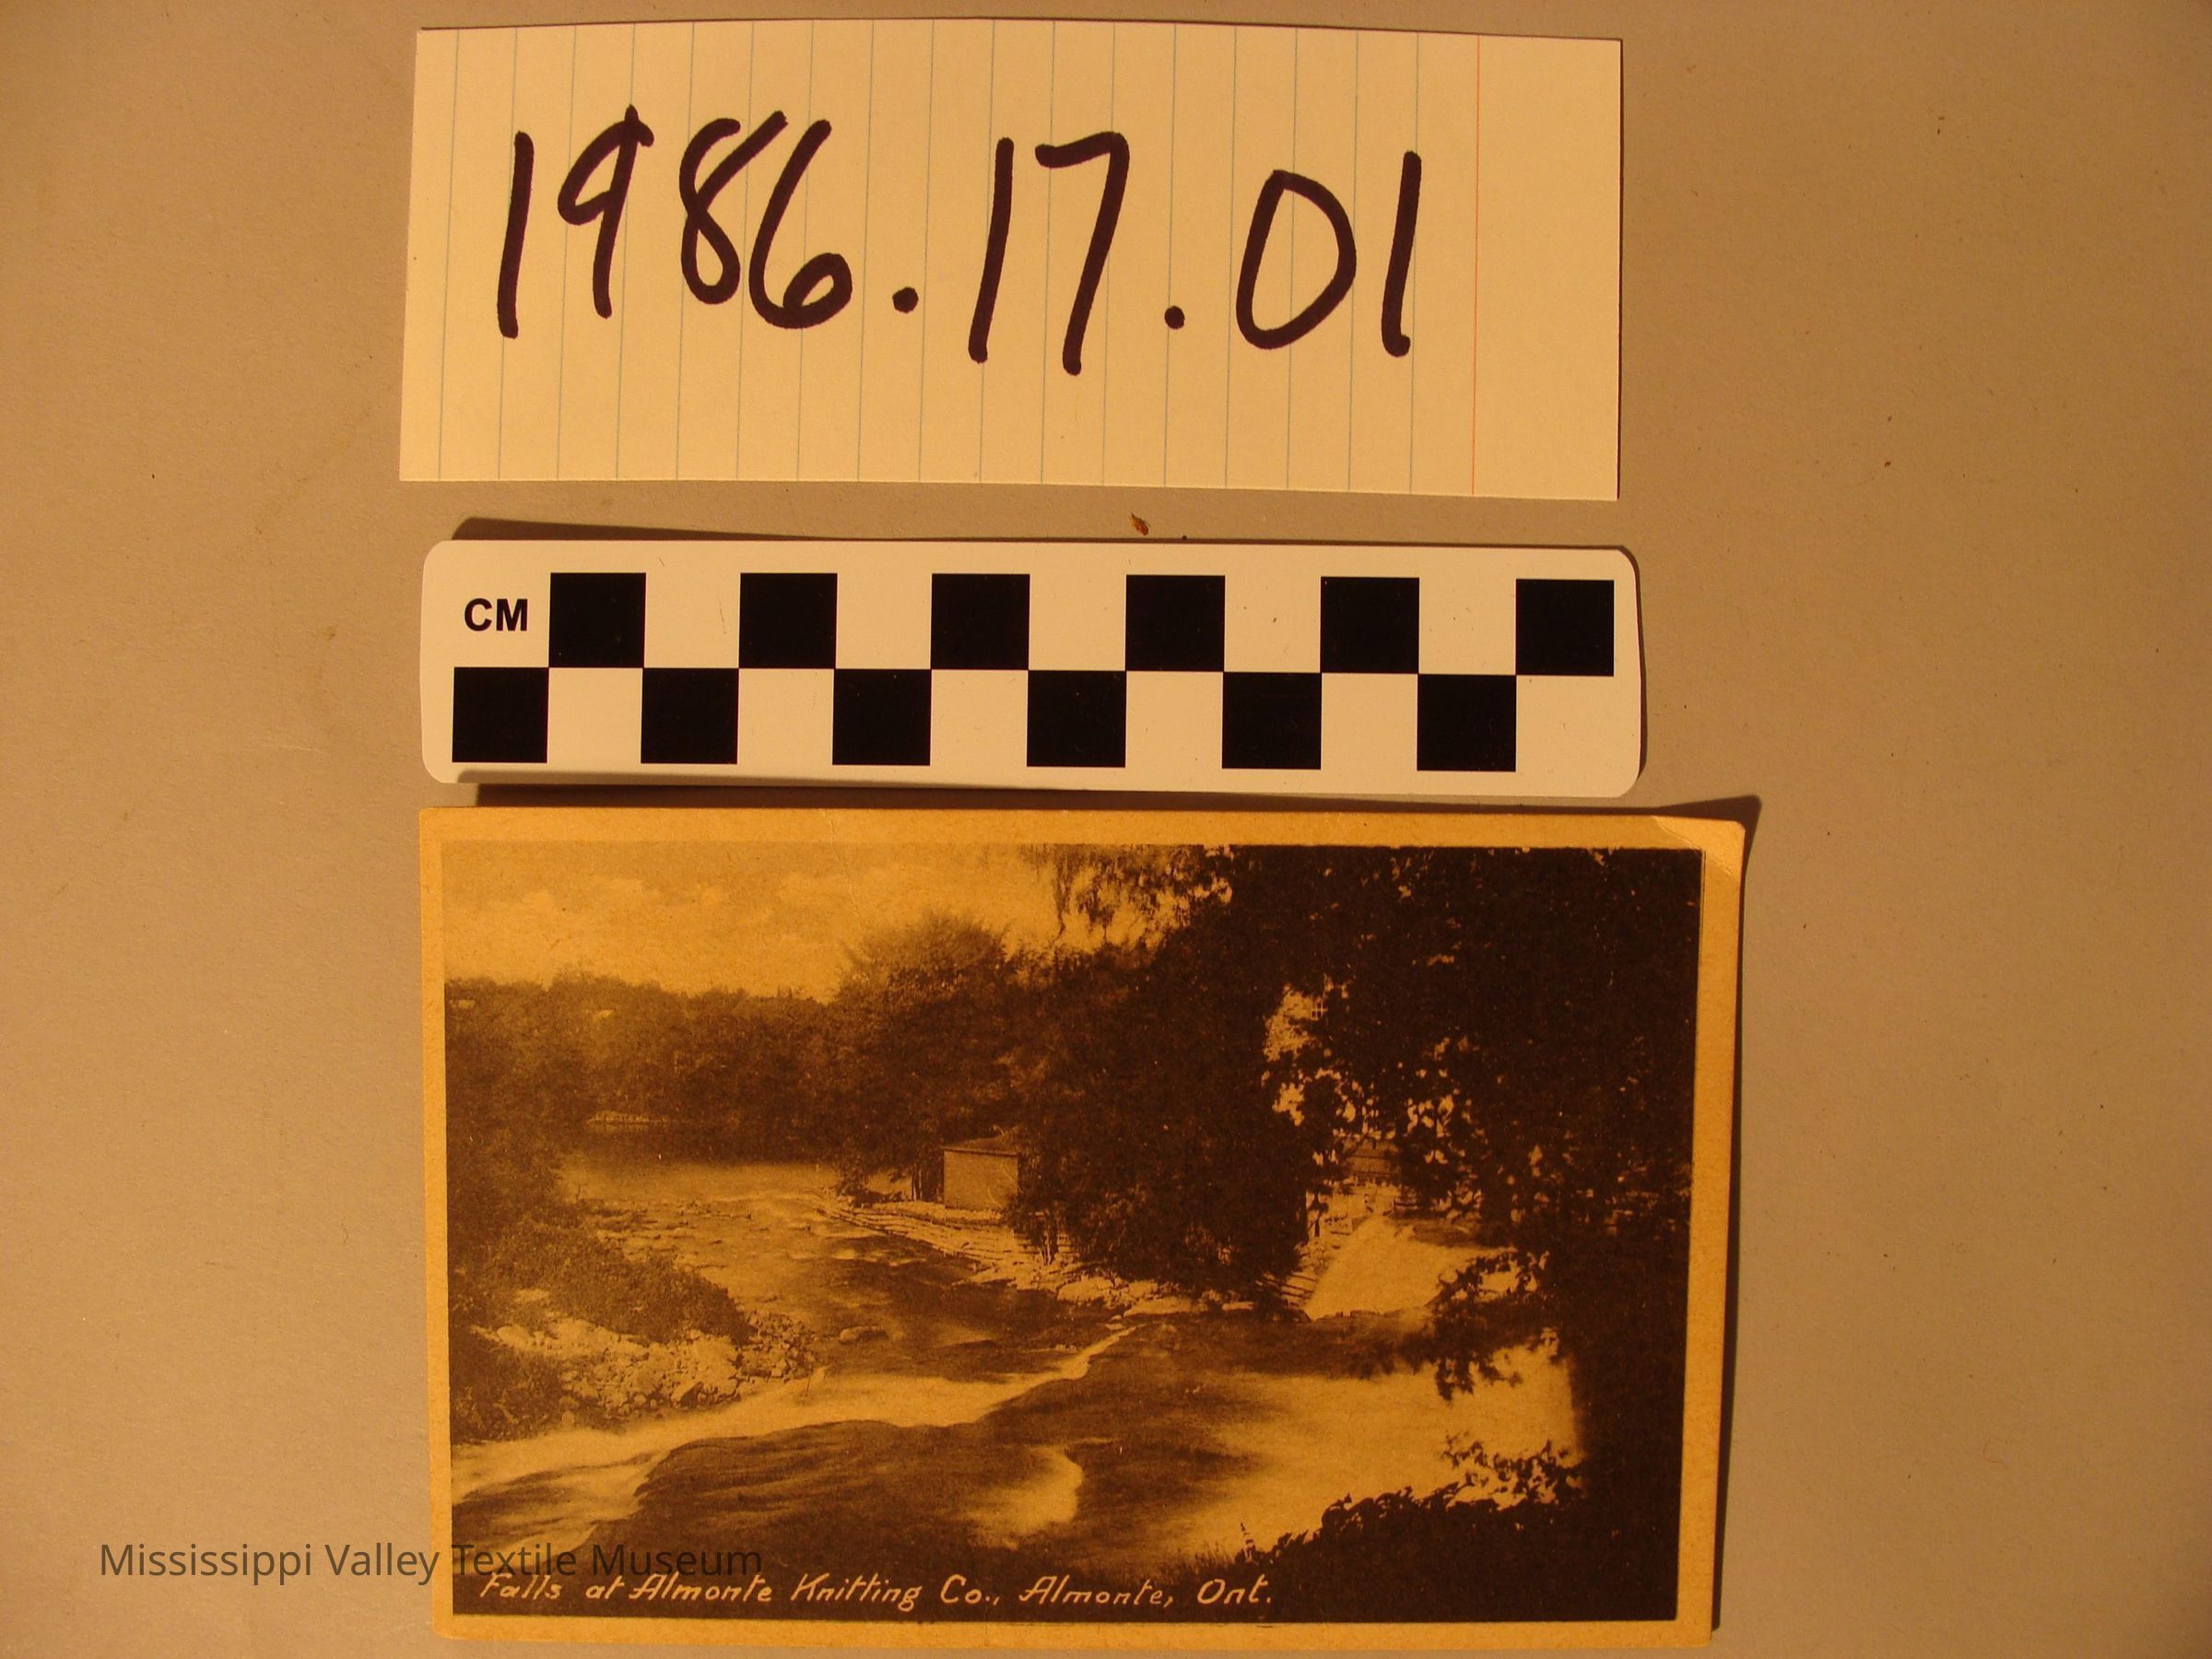 1986.17.01
CM
Mississippi Valley Textile Museum
Falls at Almonte Knitting Co., Almonte, Ont.